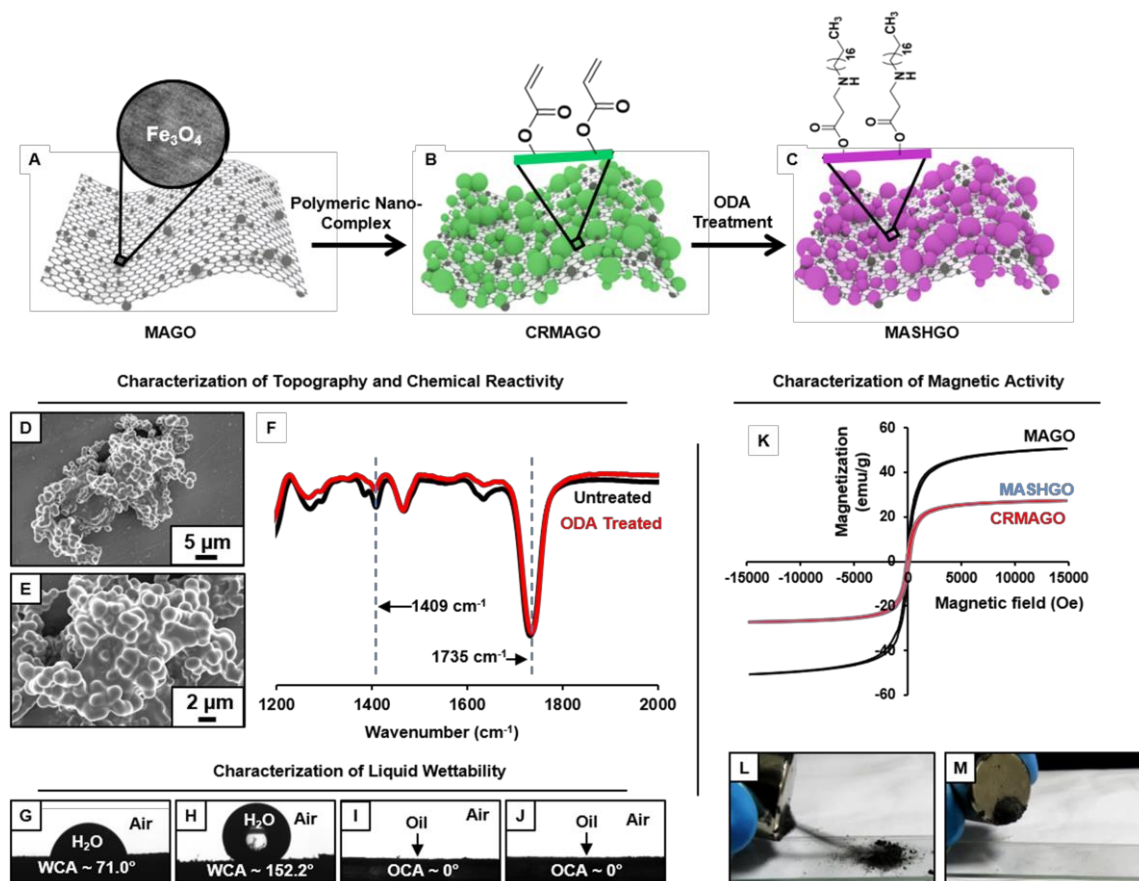 CH₃
16
N
H
O
O
CH₃
16
N
H
O
O
O
O
O
O
Fe₃O₄
A
B
C
Polymeric Nano-
Complex
ODA
Treatment
MAGO
CRMAGO
MASHGO
Characterization of Topography and Chemical Reactivity
Characterization of Magnetic Activity
D
5 µm
E
2 µm
F
Untreated
ODA Treated
1409 cm⁻¹
1735 cm⁻¹
1200
1400
1600
1800
2000
Wavenumber (cm⁻¹)
K
Magnetization
(emu/g)
60
40
20
0
-20
-40
-60
-15000
-10000
-5000
0
5000
10000
15000
Magnetic field (Oe)
MAGO
MASHGO
CRMAGO
Characterization of Liquid Wettability
G
Air
H₂O
WCA ~ 71.0°
H
H₂O
Air
WCA ~ 152.2°
I
Oil
Air
OCA ~ 0°
J
Oil
Air
OCA ~ 0°
L
M